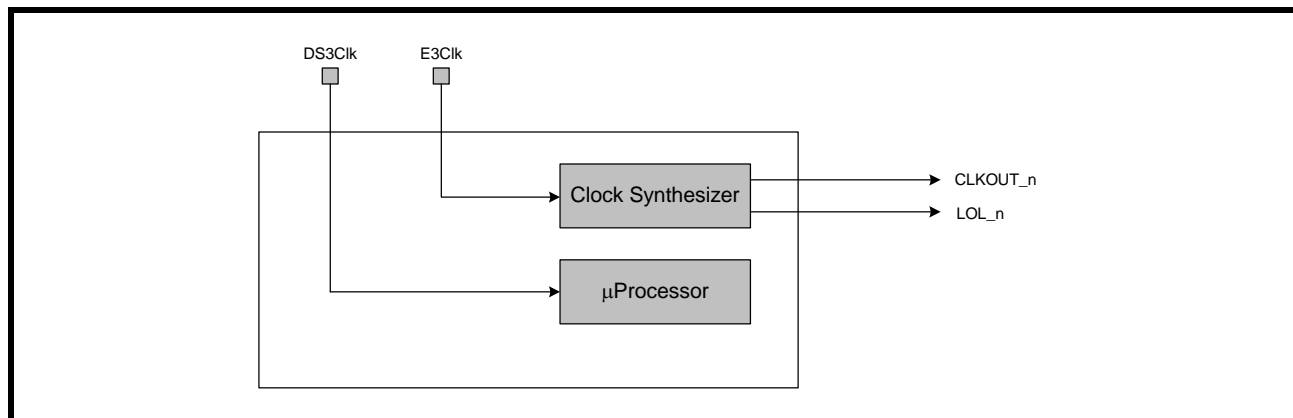 DS3Clk
E3Clk
Clock Synthesizer
CLKOUT_n
LOL_n
μProcessor